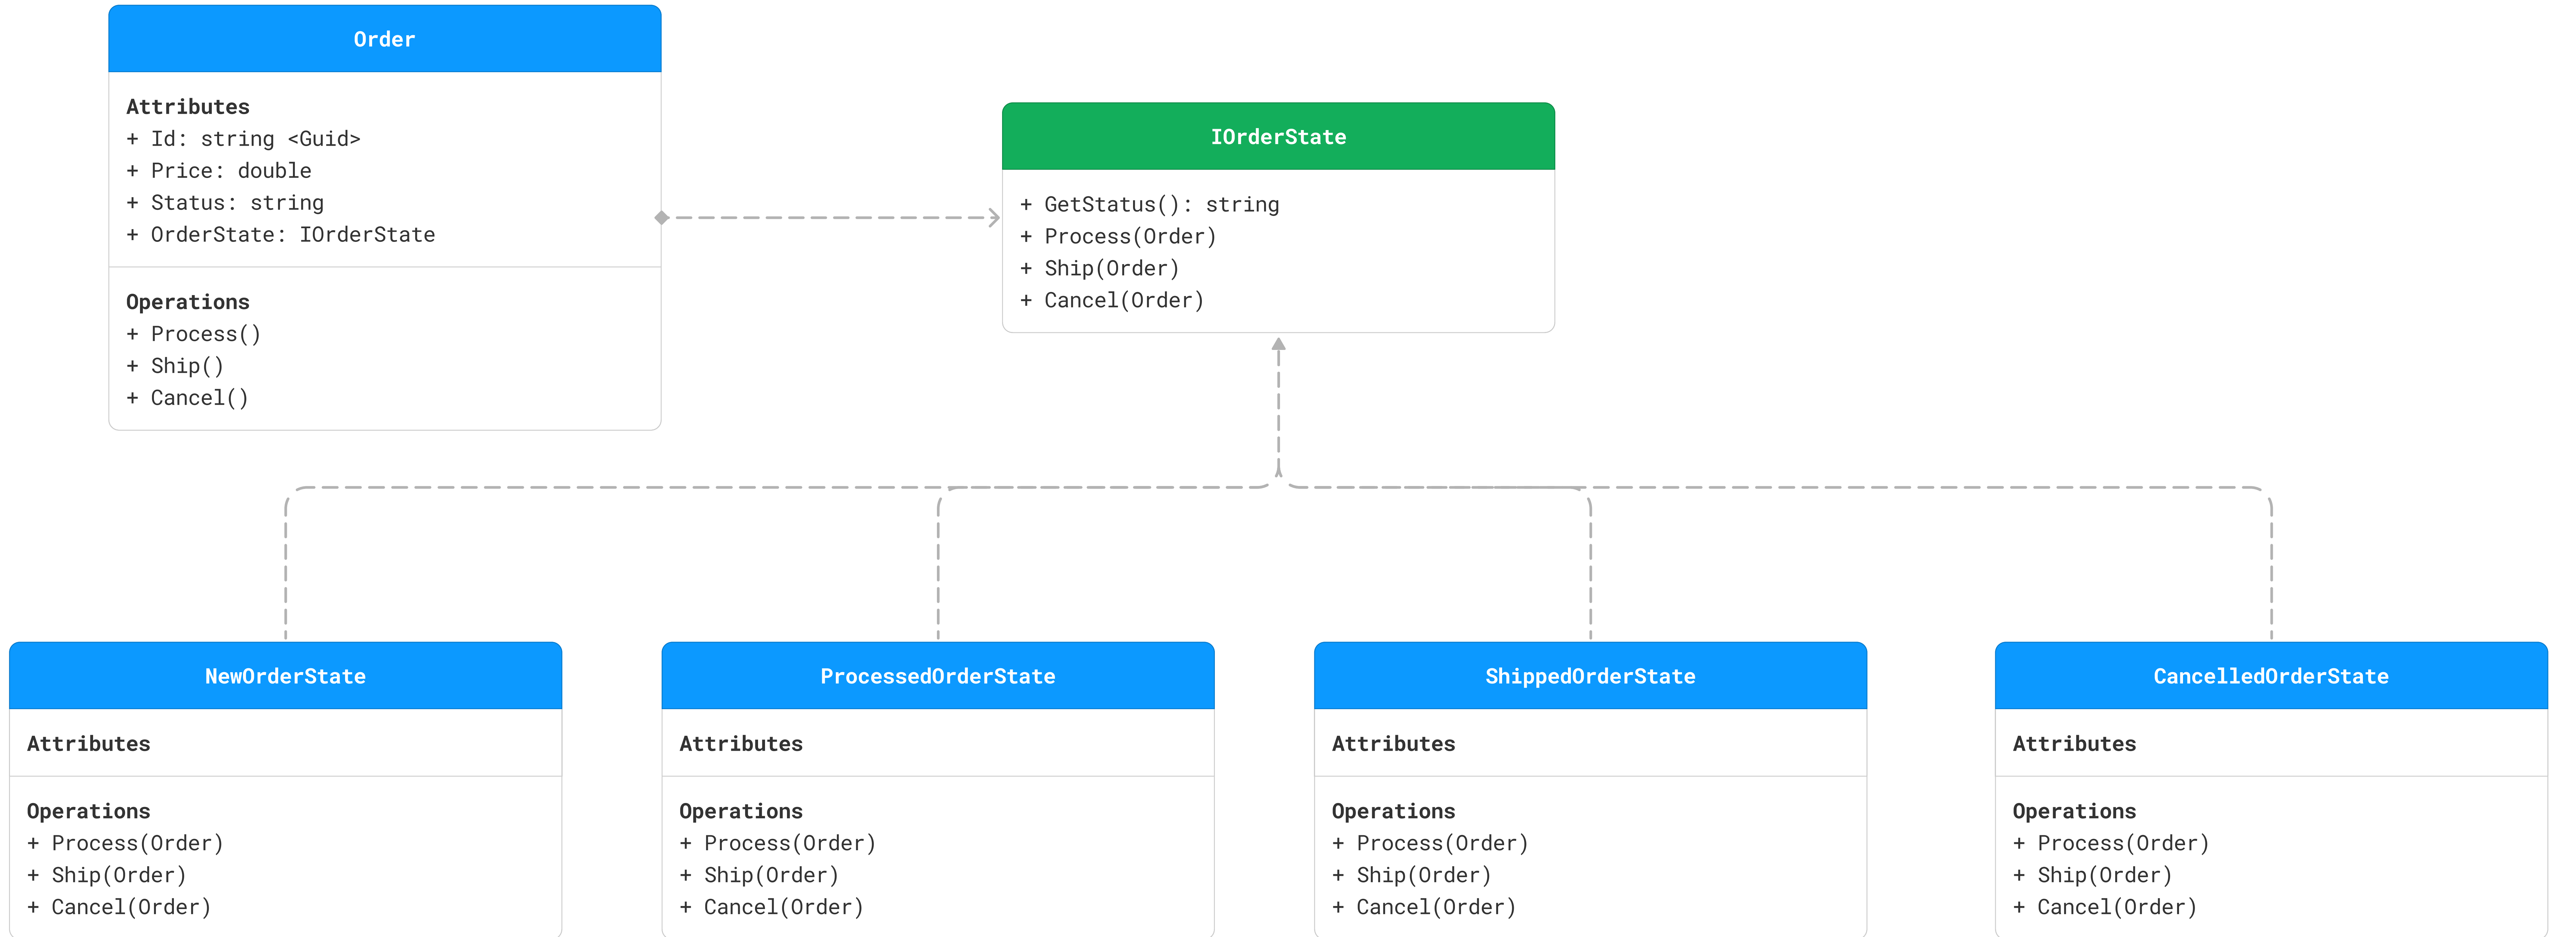 Order
Attributes
+ Id: string <Guid>
+ Price: double
+ Status: string
+ OrderState: IOrderState
Operations
+ Process()
+ Ship()
+ Cancel()
IOrderState
+ GetStatus(): string
+ Process(Order)
+ Ship(Order)
+ Cancel(Order)
NewOrderState
Attributes
Operations
+ Process(Order)
+ Ship(Order)
+ Cancel(Order)
ProcessedOrderState
Attributes
Operations
+ Process(Order)
+ Ship(Order)
+ Cancel(Order)
ShippedOrderState
Attributes
Operations
+ Process(Order)
+ Ship(Order)
+ Cancel(Order)
CancelledOrderState
Attributes
Operations
+ Process(Order)
+ Ship(Order)
+ Cancel(Order)